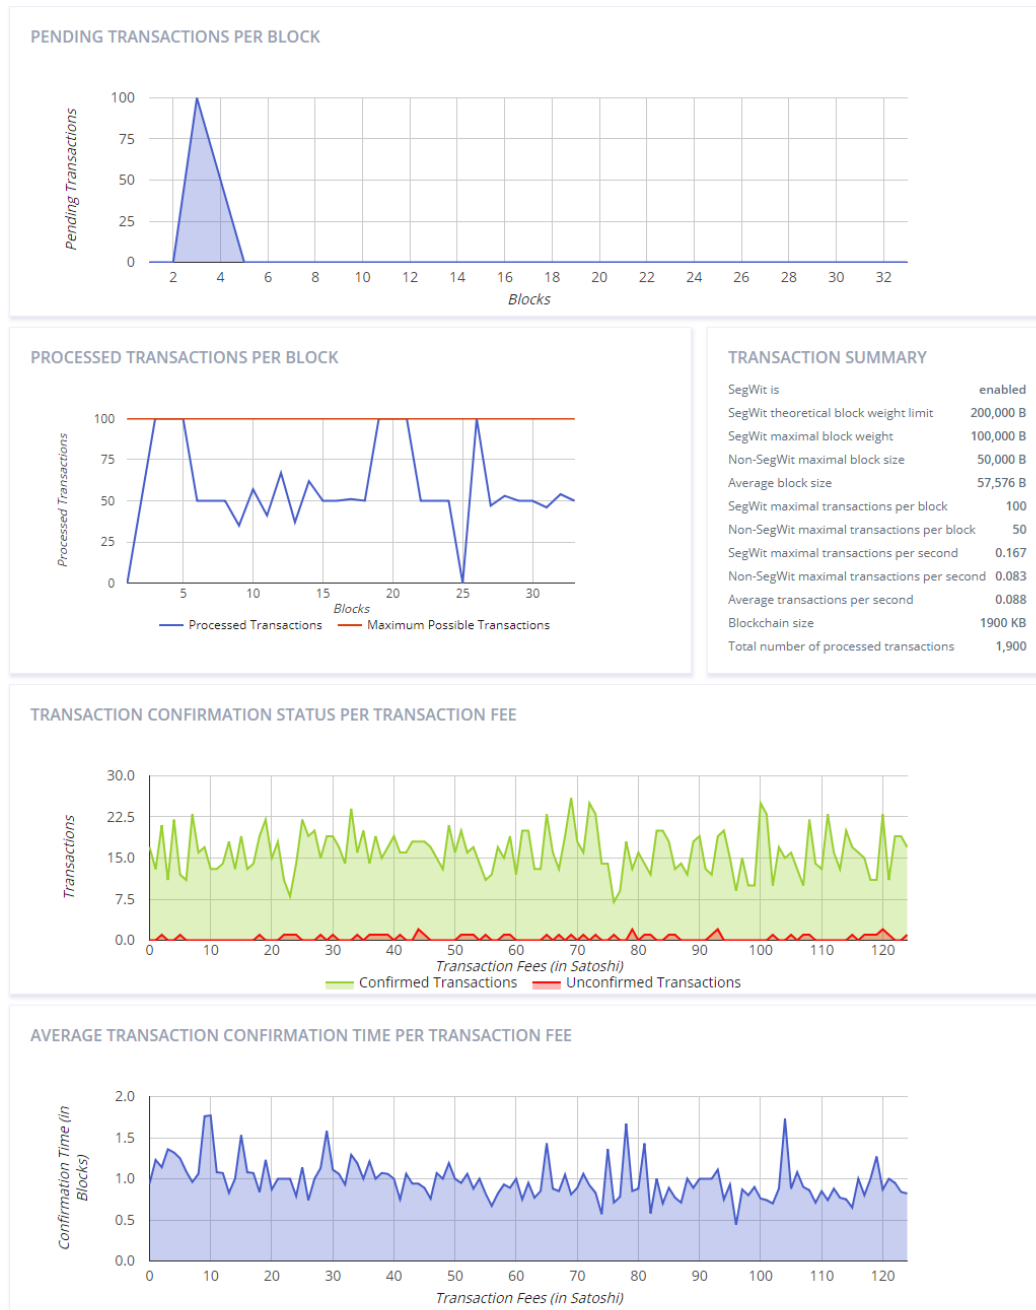 PENDING TRANSACTIONS PER BLOCK
100
75
50
25
0
Pending Transactions
2 4 6 8 10 12 14 16 18 20 22 24 26 28 30 32
Blocks
PROCESSED TRANSACTIONS PER BLOCK
100
75
50
25
0
Processed Transactions
5 10 15 20 25 30
Blocks
Processed Transactions Maximum Possible Transactions
TRANSACTION SUMMARY
SegWit is enabled
SegWit theoretical block weight limit 200,000 B
SegWit maximal block weight 100,000 B
Non-SegWit maximal block size 50,000 B
Average block size 57,576 B
SegWit maximal transactions per block 100
Non-SegWit maximal transactions per block 50
SegWit maximal transactions per second 0.167
Non-SegWit maximal transactions per second 0.083
Average transactions per second 0.088
Blockchain size 1900 KB
Total number of processed transactions 1,900
TRANSACTION CONFIRMATION STATUS PER TRANSACTION FEE
30.0
22.5
15.0
7.5
0.0
Transactions
0 10 20 30 40 50 60 70 80 90 100 110 120
Transaction Fees (in Satoshi)
Confirmed Transactions Unconfirmed Transactions
AVERAGE TRANSACTION CONFIRMATION TIME PER TRANSACTION FEE
2.0
1.5
1.0
0.5
0.0
Confirmation Time (in
Blocks)
0 10 20 30 40 50 60 70 80 90 100 110 120
Transaction Fees (in Satoshi)